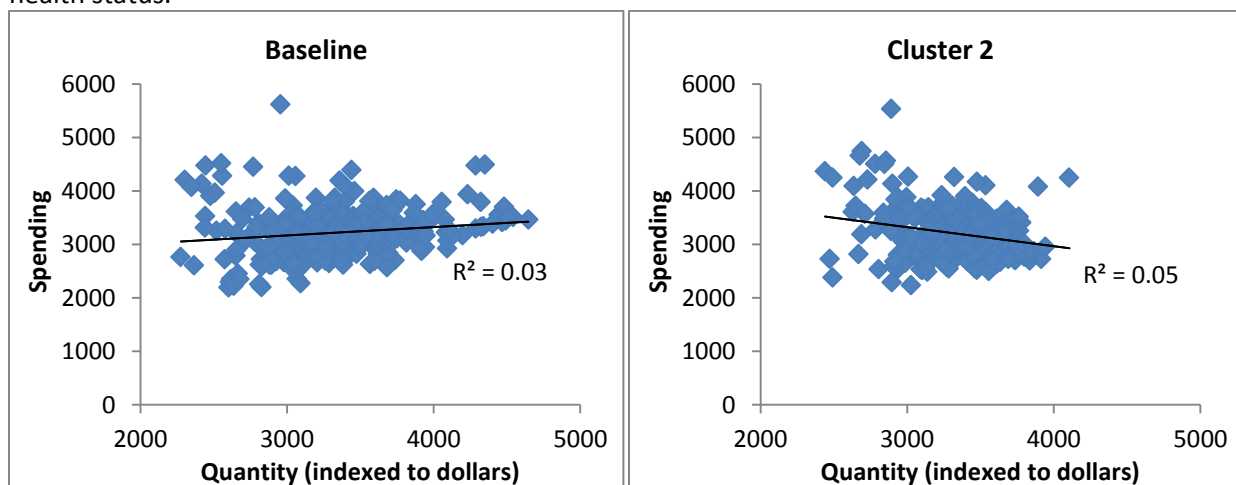 health status.
Baseline
6000
5000
4000
3000
2000
1000
0
Spending
R² = 0.03
2000 3000 4000 5000
Quantity (indexed to dollars)
Cluster 2
6000
5000
4000
3000
2000
1000
0
Spending
R² = 0.05
2000 3000 4000 5000
Quantity (indexed to dollars)